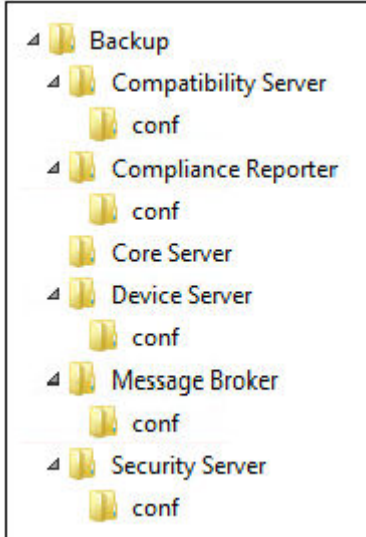 Backup
Compatibility Server
conf
Compliance Reporter
conf
Core Server
Device Server
conf
Message Broker
conf
Security Server
conf